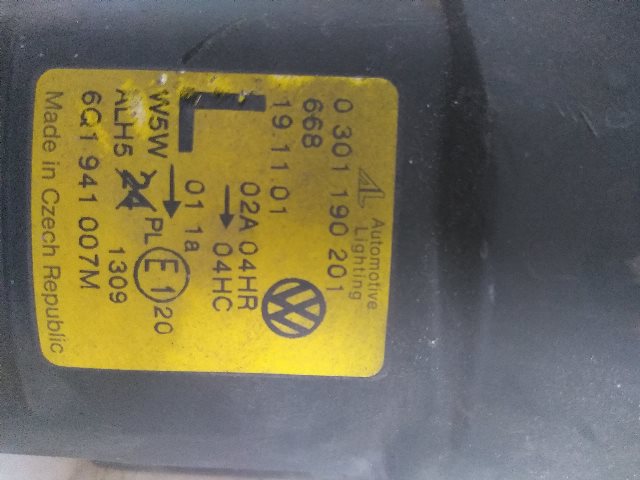 Automotive
Lighting
0 301 190 201
668
19.11.01
L
02A 04HR
→ 04HC
01 1a
→
W5W
PL E1 20
ALH5 24 1309
6Q1 941 007M
Made in Czech Republic